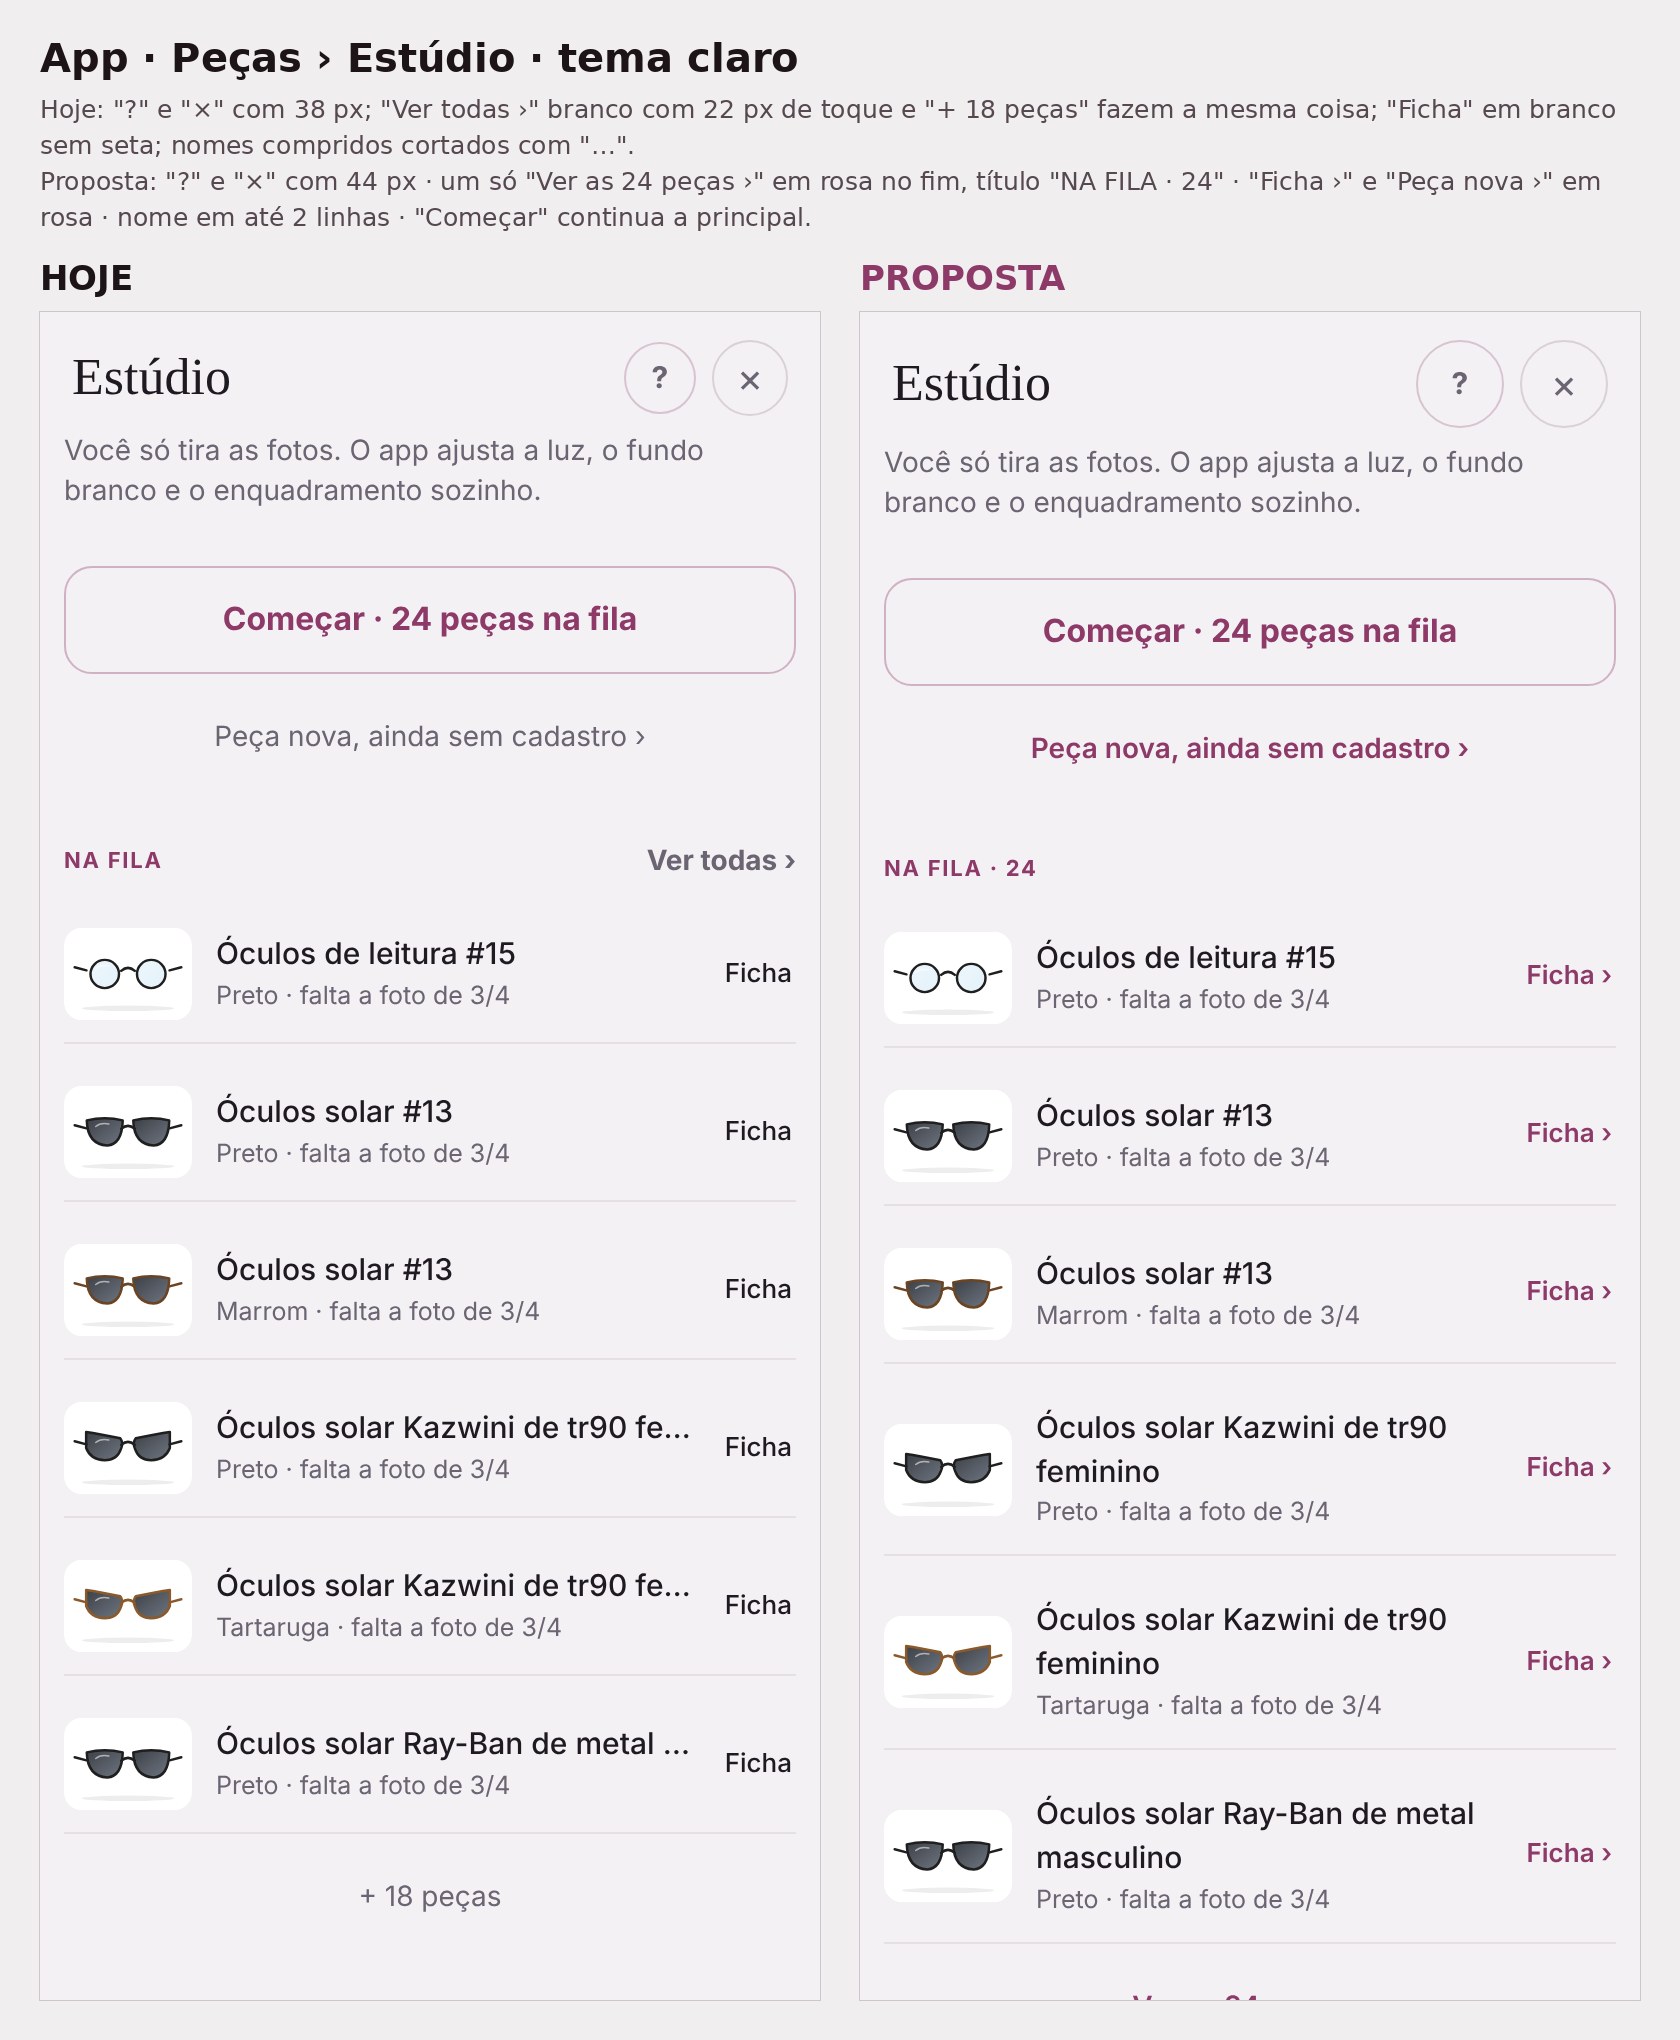 App · Peças › Estúdio · tema claro
Hoje: "?" e "×" com 38 px; "Ver todas ›" branco com 22 px de toque e "+ 18 peças" fazem a mesma coisa; "Ficha" em branco
sem seta; nomes compridos cortados com "...".
Proposta: "?" e "×" com 44 px · um só "Ver as 24 peças ›" em rosa no fim, título "NA FILA · 24" · "Ficha ›" e "Peça nova ›" em
rosa · nome em até 2 linhas · "Começar" continua a principal.
HOJE
Estúdio
?
×
Você só tira as fotos. O app ajusta a luz, o fundo
branco e o enquadramento sozinho.
Começar · 24 peças na fila
Peça nova, ainda sem cadastro ›
NA FILA
Ver todas ›
Óculos de leitura #15
Preto · falta a foto de 3/4
Ficha
Óculos solar #13
Preto · falta a foto de 3/4
Ficha
Óculos solar #13
Marrom · falta a foto de 3/4
Ficha
Óculos solar Kazwini de tr90 fe...
Preto · falta a foto de 3/4
Ficha
Óculos solar Kazwini de tr90 fe...
Tartaruga · falta a foto de 3/4
Ficha
Óculos solar Ray-Ban de metal ...
Preto · falta a foto de 3/4
Ficha
+ 18 peças
PROPOSTA
Estúdio
?
×
Você só tira as fotos. O app ajusta a luz, o fundo
branco e o enquadramento sozinho.
Começar · 24 peças na fila
Peça nova, ainda sem cadastro ›
NA FILA · 24
Óculos de leitura #15
Preto · falta a foto de 3/4
Ficha ›
Óculos solar #13
Preto · falta a foto de 3/4
Ficha ›
Óculos solar #13
Marrom · falta a foto de 3/4
Ficha ›
Óculos solar Kazwini de tr90
feminino
Preto · falta a foto de 3/4
Ficha ›
Óculos solar Kazwini de tr90
feminino
Tartaruga · falta a foto de 3/4
Ficha ›
Óculos solar Ray-Ban de metal
masculino
Preto · falta a foto de 3/4
Ficha ›